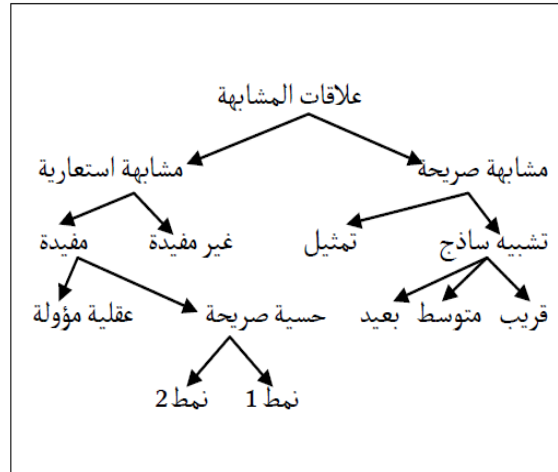 علاقات المشابهة
مشابهة صريحة مشابهة استعارية
تشبيه ساذج تمثيل غير مفيدة مفيدة
قريب متوسط بعيد حسية صريحة عقلية مؤولة
نمط 1 نمط 2